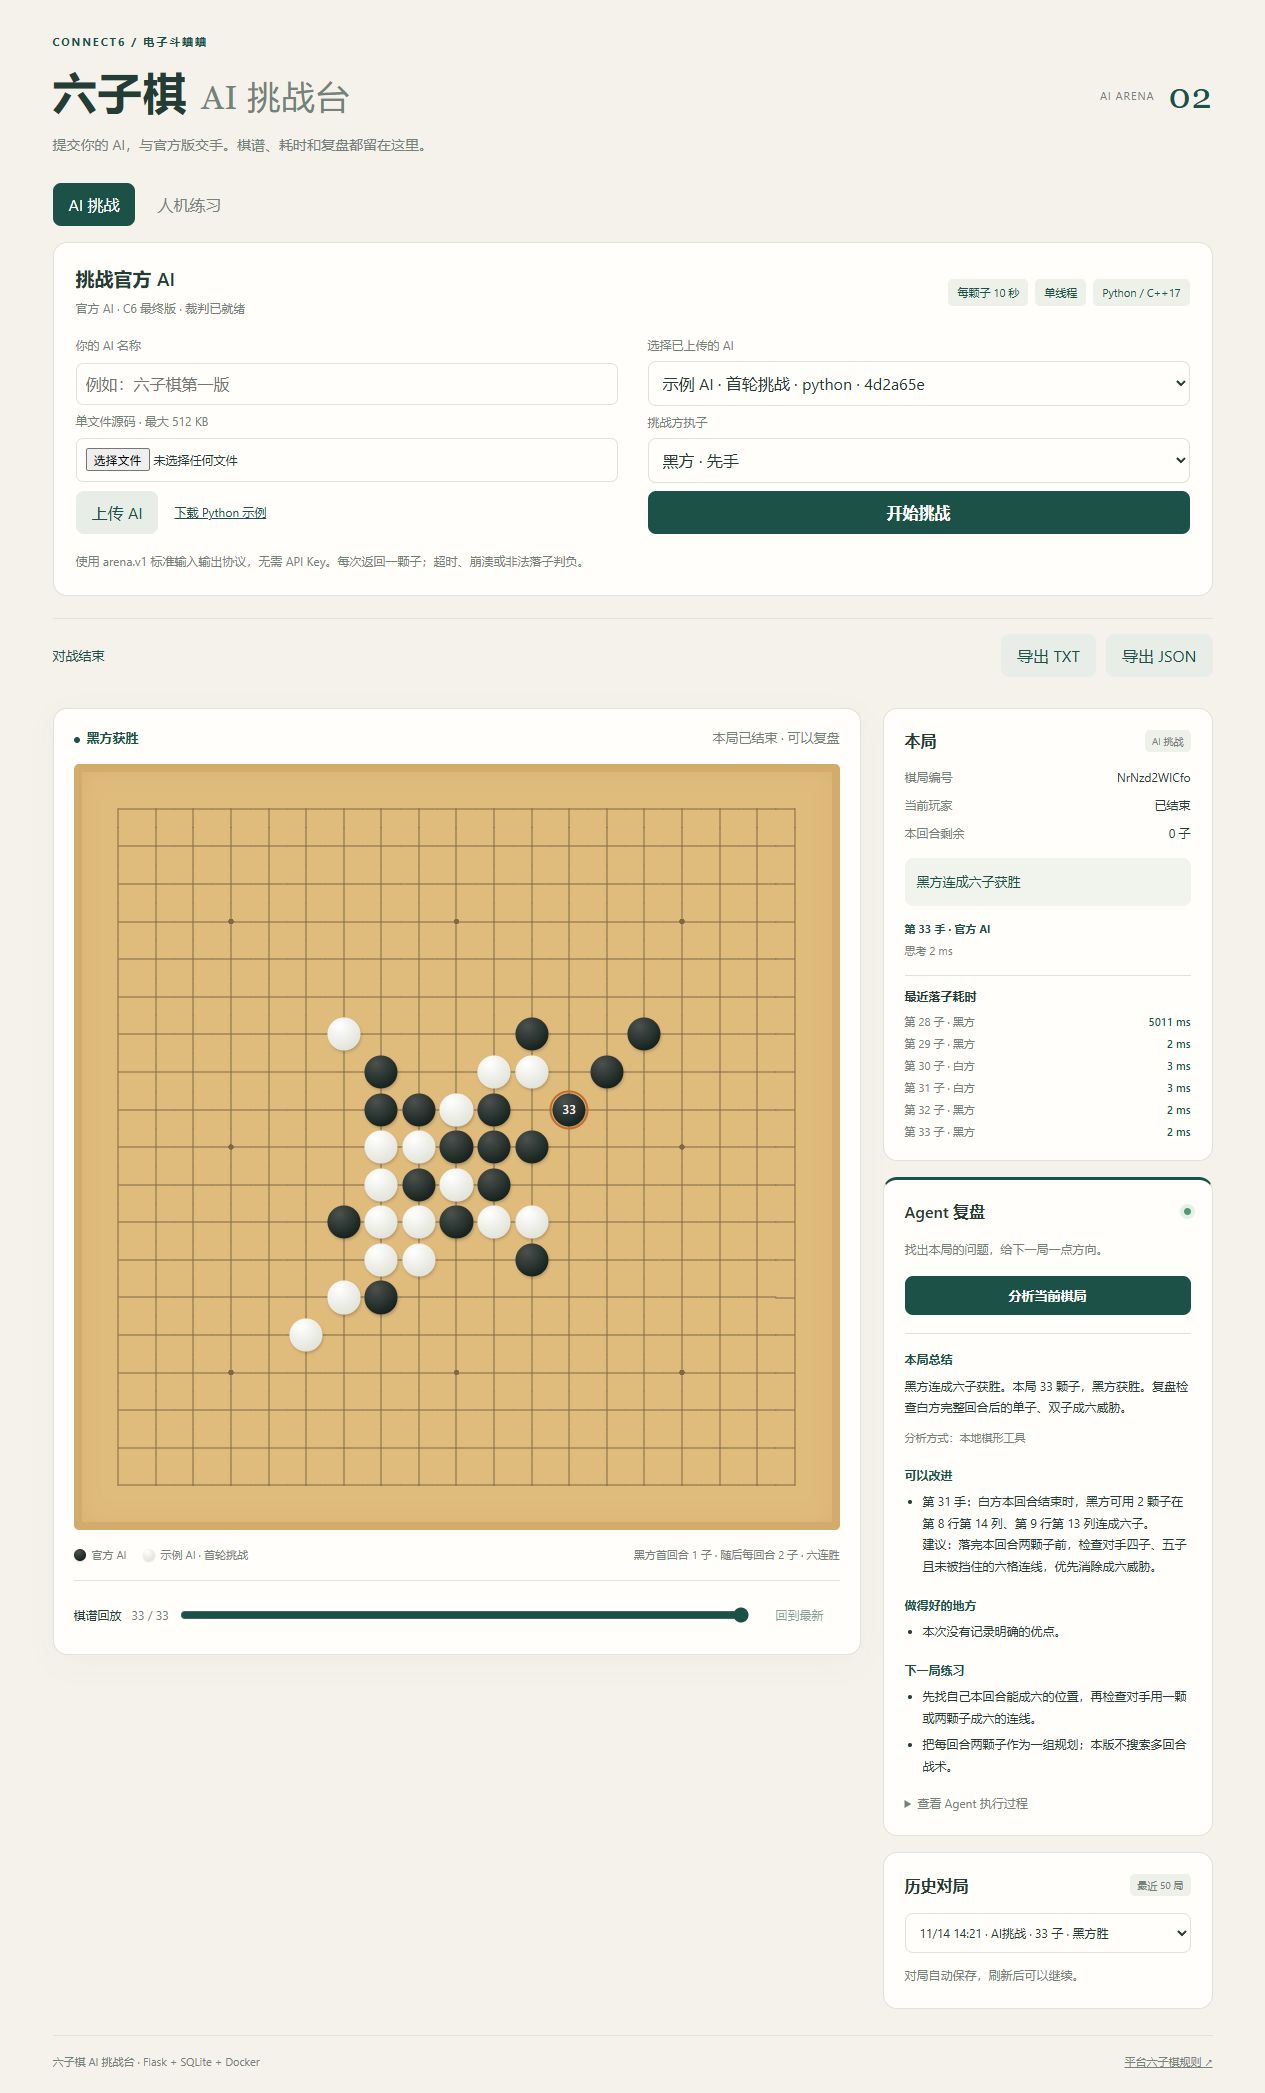 CONNECT6 / 电子斗蛐蛐
六子棋 AI 挑战台
AI ARENA 02
提交你的 AI，与官方版交手。棋谱、耗时和复盘都留在这里。
AI 挑战
人机练习
挑战官方 AI
官方 AI · C6 最终版 · 裁判已就绪
每颗子 10 秒
单线程
Python / C++17
你的 AI 名称
例如：六子棋第一版
单文件源码 · 最大 512 KB
选择文件 未选择任何文件
上传 AI
下载 Python 示例
选择已上传的 AI
示例 AI · 首轮挑战 · python · 4d2a65e
挑战方执子
黑方 · 先手
开始挑战
使用 arena.v1 标准输入输出协议，无需 API Key。每次返回一颗子；超时、崩溃或非法落子判负。
对战结束
导出 TXT
导出 JSON
黑方获胜
本局已结束 · 可以复盘
33
官方 AI
示例 AI · 首轮挑战
黑方首回合 1 子 · 随后每回合 2 子 · 六连胜
棋谱回放 33 / 33
回到最新
本局
AI 挑战
棋局编号 NrNzd2WlCfo
当前玩家 已结束
本回合剩余 0 子
黑方连成六子获胜
第 33 手 · 官方 AI
思考 2 ms
最近落子耗时
第 28 子 · 黑方 5011 ms
第 29 子 · 黑方 2 ms
第 30 子 · 白方 3 ms
第 31 子 · 白方 3 ms
第 32 子 · 黑方 2 ms
第 33 子 · 黑方 2 ms
Agent 复盘
找出本局的问题，给下一局一点方向。
分析当前棋局
本局总结
黑方连成六子获胜。本局 33 颗子，黑方获胜。复盘检
查白方完整回合后的单子、双子成六威胁。
分析方式：本地棋形工具
可以改进
第 31 手：白方本回合结束时，黑方可用 2 颗子在
第 8 行第 14 列、第 9 行第 13 列连成六子。
建议：落完本回合两颗子前，检查对手四子、五子
且未被挡住的六格连线，优先消除成六威胁。
做得好的地方
本次没有记录明确的优点。
下一局练习
先找自己本回合能成六的位置，再检查对手用一颗
或两颗子成六的连线。
把每回合两颗子作为一组规划；本版不搜索多回合
战术。
查看 Agent 执行过程
历史对局
最近 50 局
11/14 14:21 · AI挑战 · 33 子 · 黑方胜
对局自动保存，刷新后可以继续。
六子棋 AI 挑战台 · Flask + SQLite + Docker
平台六子棋规则 ↗